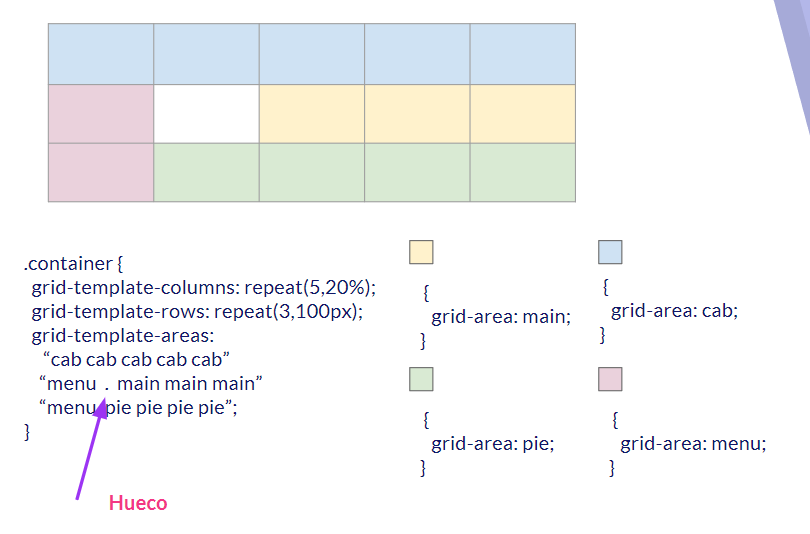 .container {
grid-template-columns: repeat(5,20%);
grid-template-rows: repeat(3,100px);
grid-template-areas:
“cab cab cab cab cab”
“menu . main main main”
“menu pie pie pie pie”;
}
Hueco
{
grid-area: main;
}
{
grid-area: cab;
}
{
grid-area: pie;
}
{
grid-area: menu;
}